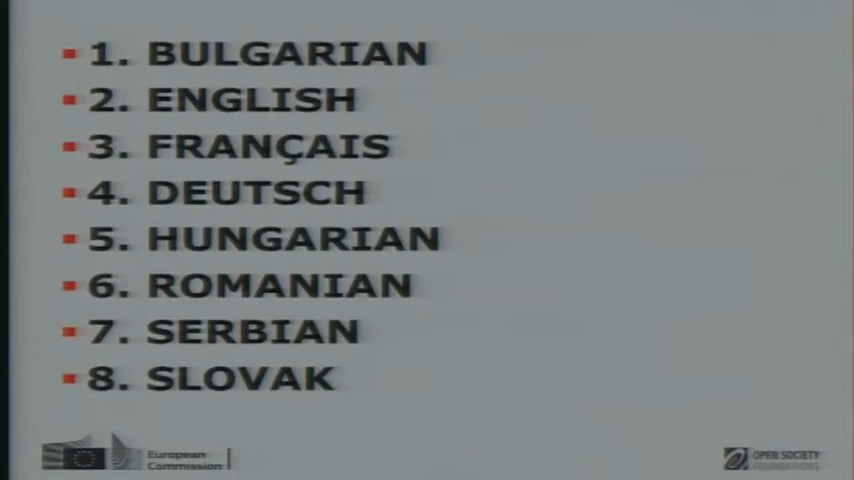 1. BULGARIAN
2. ENGLISH
3. FRANÇAIS
4. DEUTSCH
5. HUNGARIAN
6. ROMANIAN
7. SERBIAN
8. SLOVAK
European
Commission
OPEN SOCIETY
FOUNDATIONS